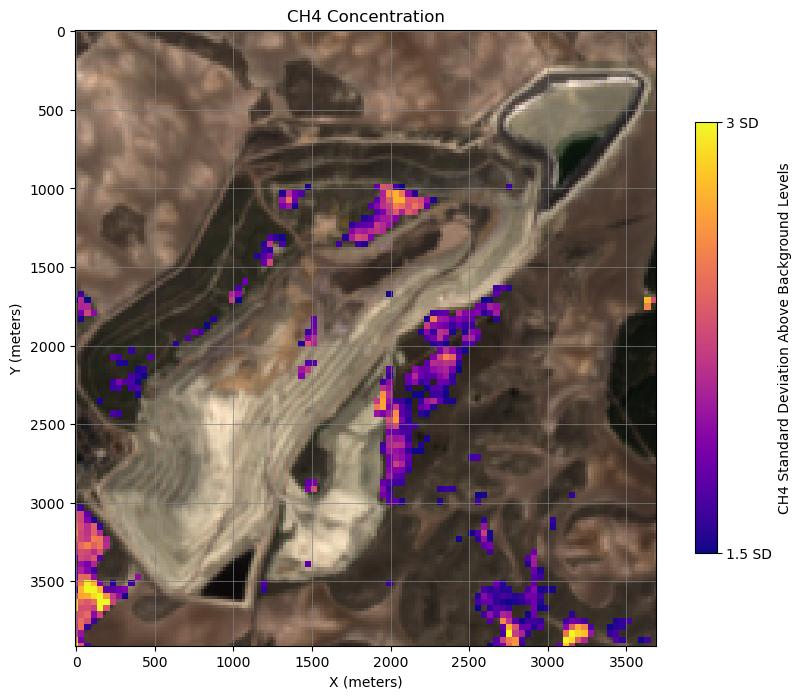 CH4 Concentration
0
500
1000
1500
2000
2500
3000
3500
Y (meters)
0 500 1000 1500 2000 2500 3000 3500
X (meters)
3 SD
1.5 SD
CH4 Standard Deviation Above Background Levels